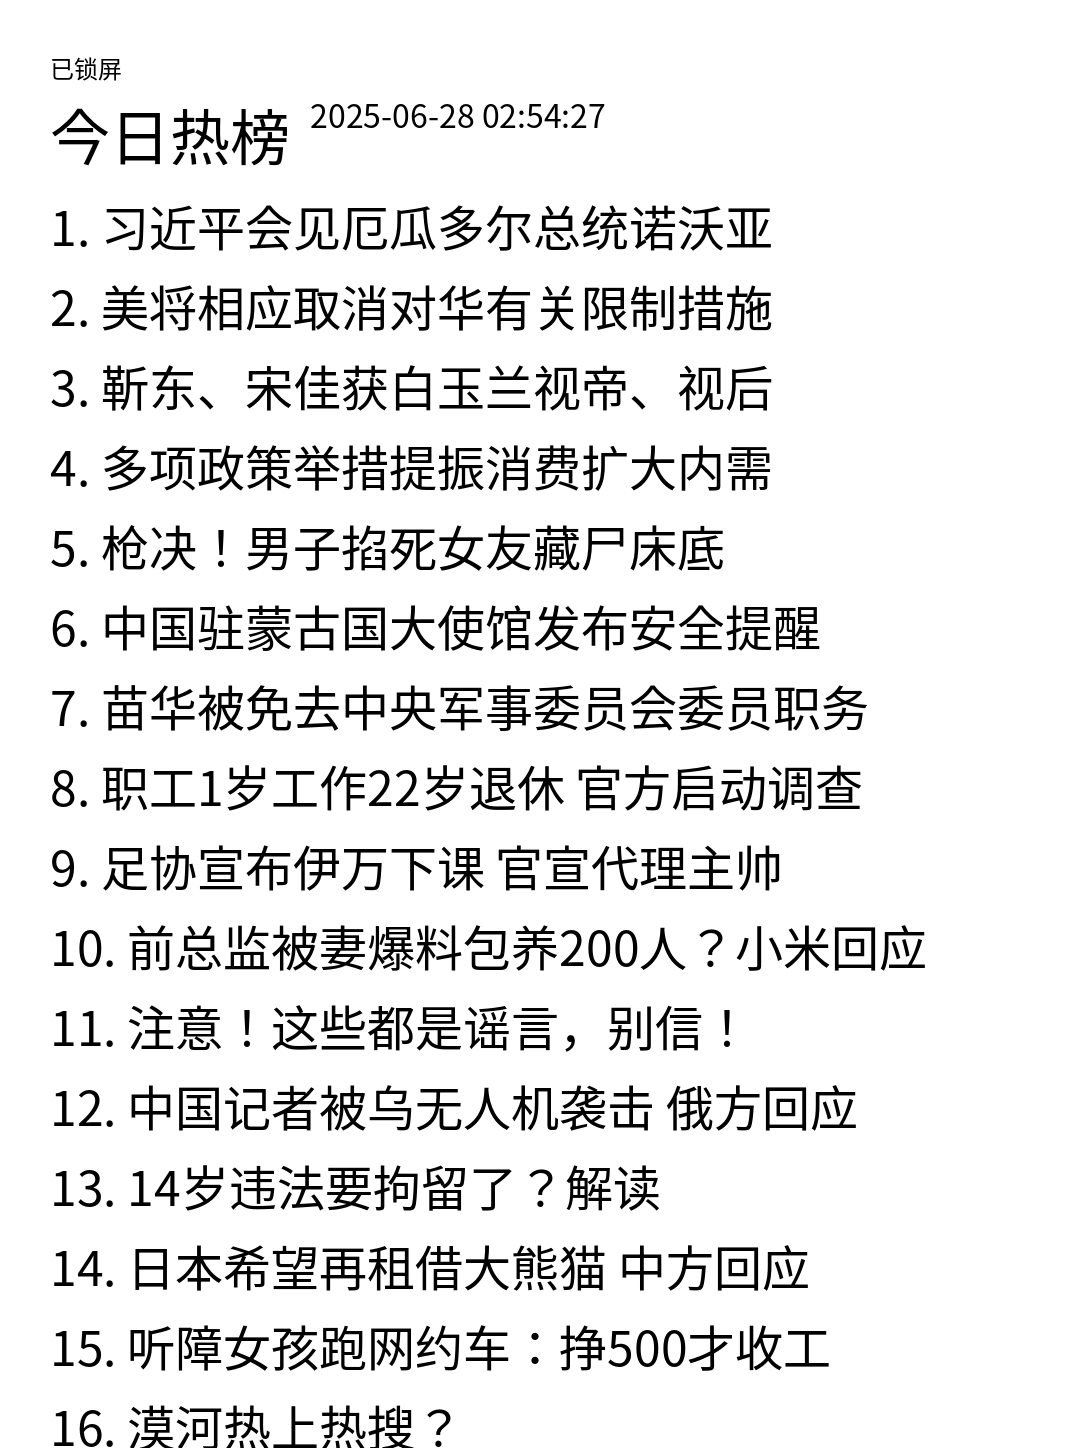 已锁屏
今日热榜 2025-06-28 02:54:27
1. 习近平会见厄瓜多尔总统诺沃亚
2. 美将相应取消对华有关限制措施
3. 靳东、宋佳获白玉兰视帝、视后
4. 多项政策举措提振消费扩大内需
5. 枪决！男子掐死女友藏尸床底
6. 中国驻蒙古国大使馆发布安全提醒
7. 苗华被免去中央军事委员会委员职务
8. 职工1岁工作22岁退休 官方启动调查
9. 足协宣布伊万下课 官宣代理主帅
10. 前总监被妻爆料包养200人？小米回应
11. 注意！这些都是谣言，别信！
12. 中国记者被乌无人机袭击 俄方回应
13. 14岁违法要拘留了？解读
14. 日本希望再租借大熊猫 中方回应
15. 听障女孩跑网约车：挣500才收工
16. 漠河热上热搜？